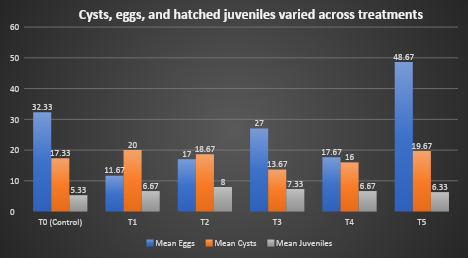 Cysts, eggs, and hatched juveniles varied across treatments
60
50
40
30
20
10
0
32.33 17.33 5.33
11.67 20 6.67
17 18.67 8
27 13.67 7.33
17.67 16 6.67
48.67 19.67 6.33
T0 (Control) T1 T2 T3 T4 T5
Mean Eggs Mean Cysts Mean Juveniles